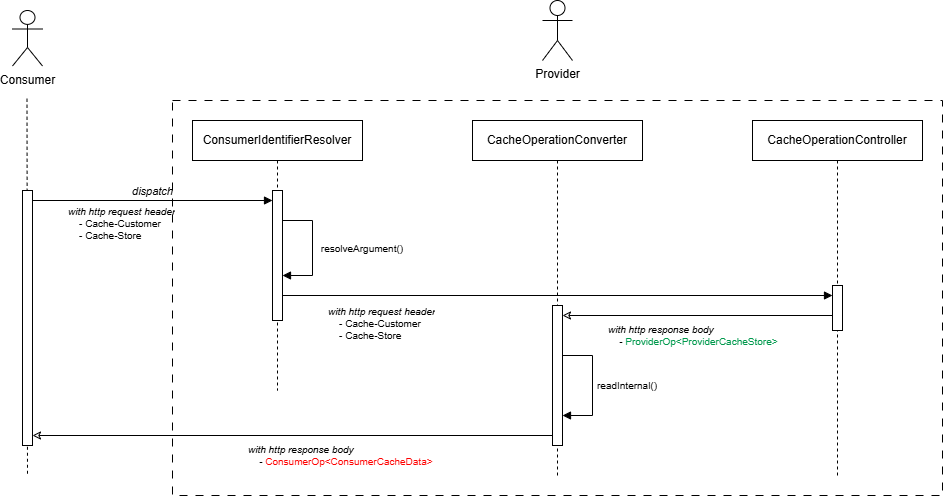 Consumer
Provider
ConsumerIdentifierResolver
CacheOperationConverter
CacheOperationController
dispatch
with http request header
- Cache-Customer
- Cache-Store
resolveArgument()
with http request header
- Cache-Customer
- Cache-Store
with http response body
- ProviderOp<ProviderCacheStore>
readInternal()
with http response body
- ConsumerOp<ConsumerCacheData>